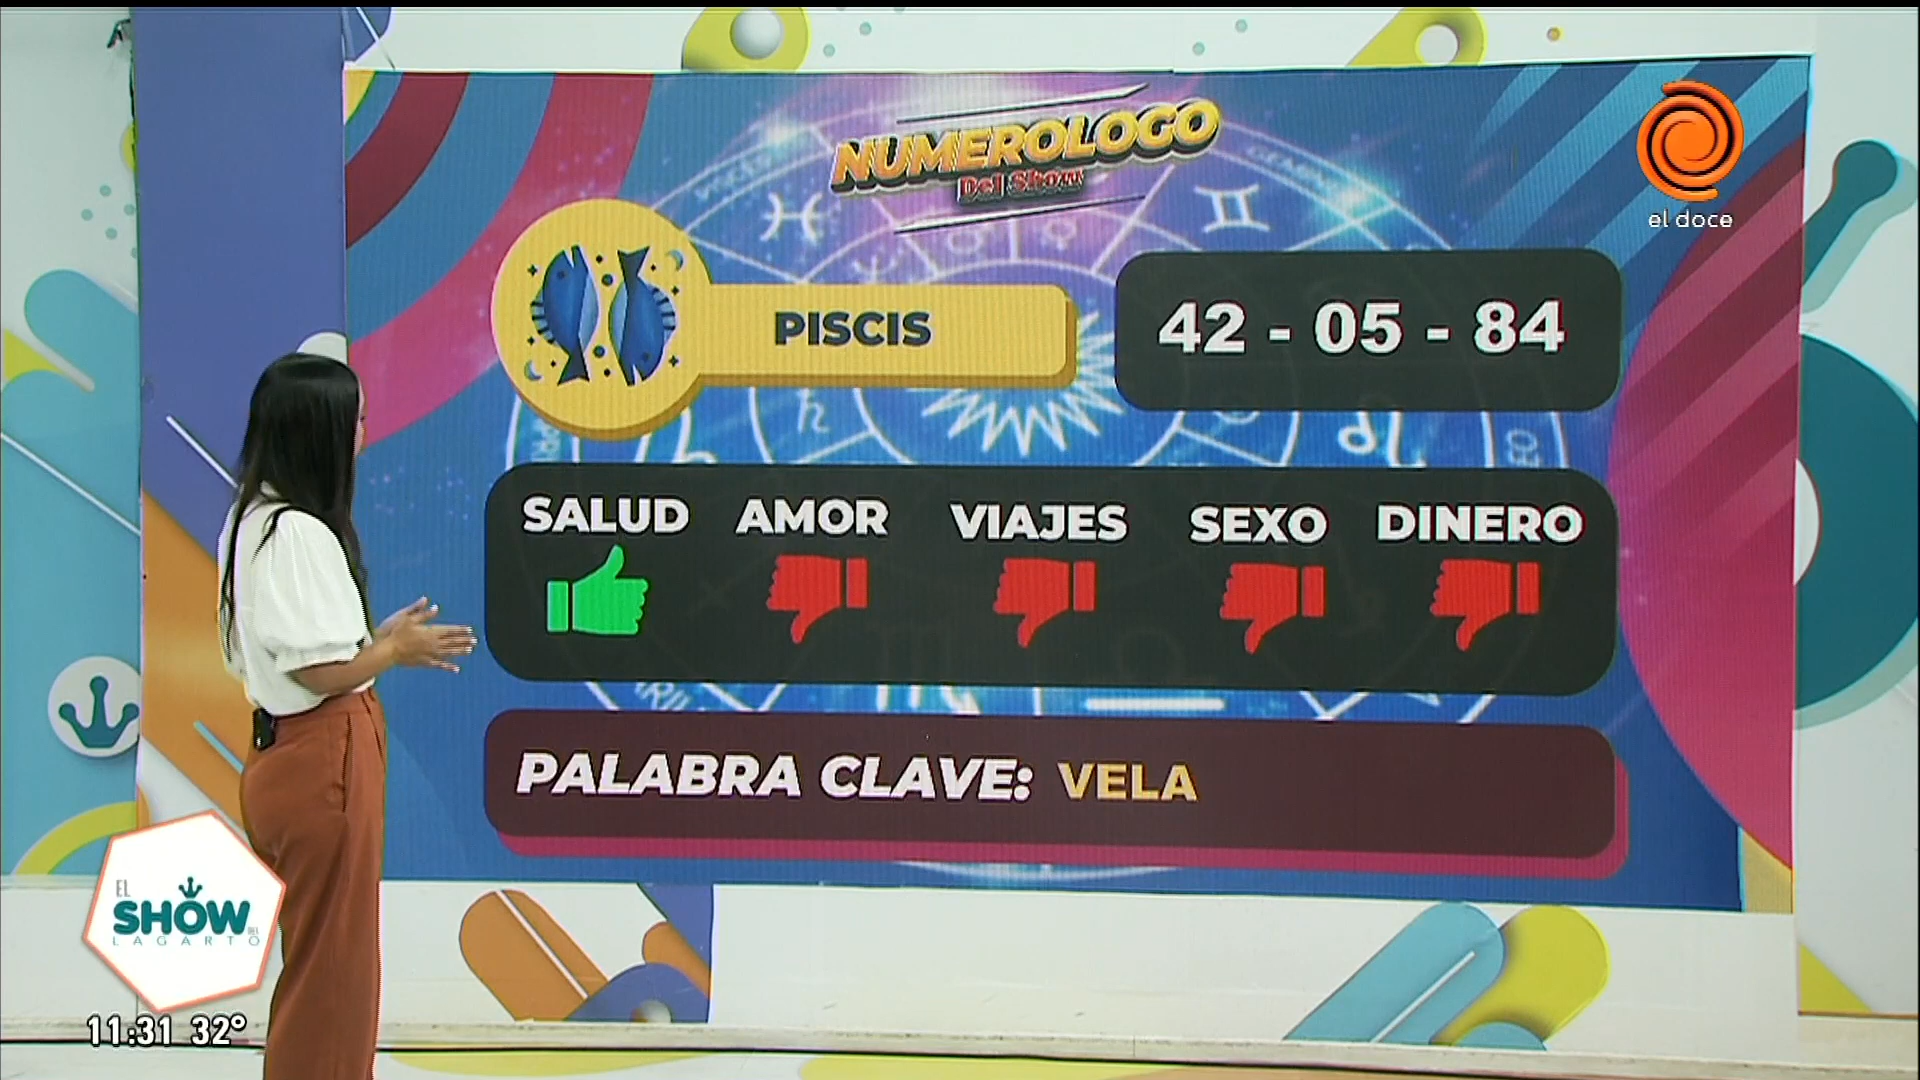 NUMEROLOGO
Del Show
el doce
PISCIS
42 - 05 - 84
SALUD AMOR VIAJES SEXO DINERO
PALABRA CLAVE: VELA
EL
SHOW
DEL
LAGARTO
11:31 32°